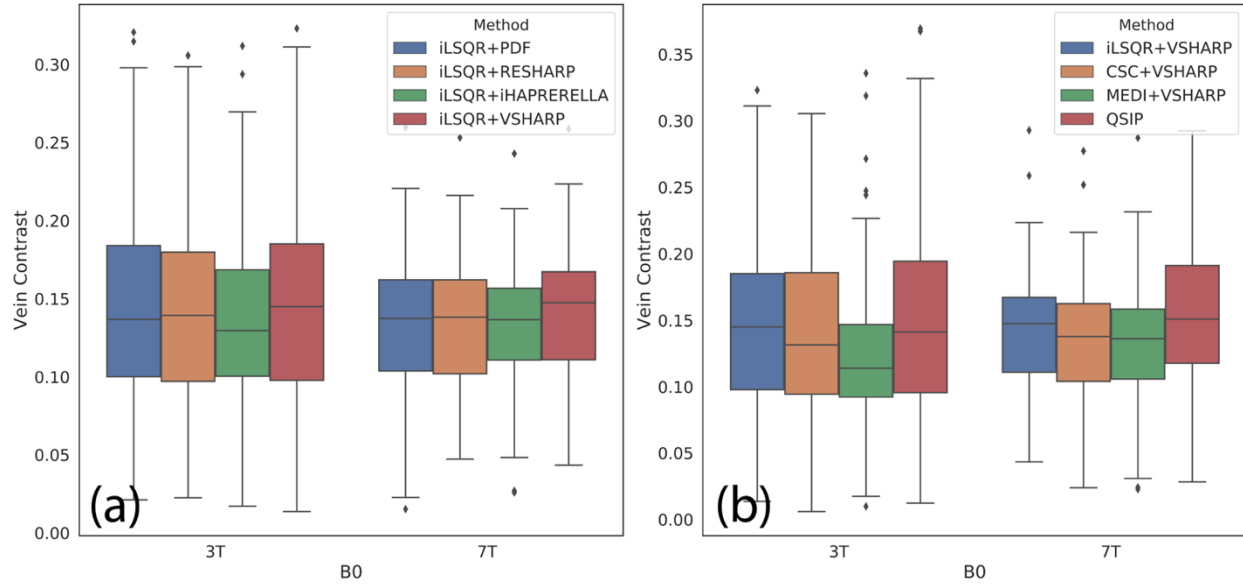 Method
iLSQR+PDF
iLSQR+RESHARP
iLSQR+iHAPRERELLA
iLSQR+VSHARP
0.30
0.25
0.20
0.15
0.10
0.05
0.00
Vein Contrast
(a)
3T
7T
B0
Method
iLSQR+VSHARP
CSC+VSHARP
MEDI+VSHARP
QSIP
0.35
0.30
0.25
0.20
0.15
0.10
0.05
0.00
Vein Contrast
(b)
3T
7T
B0